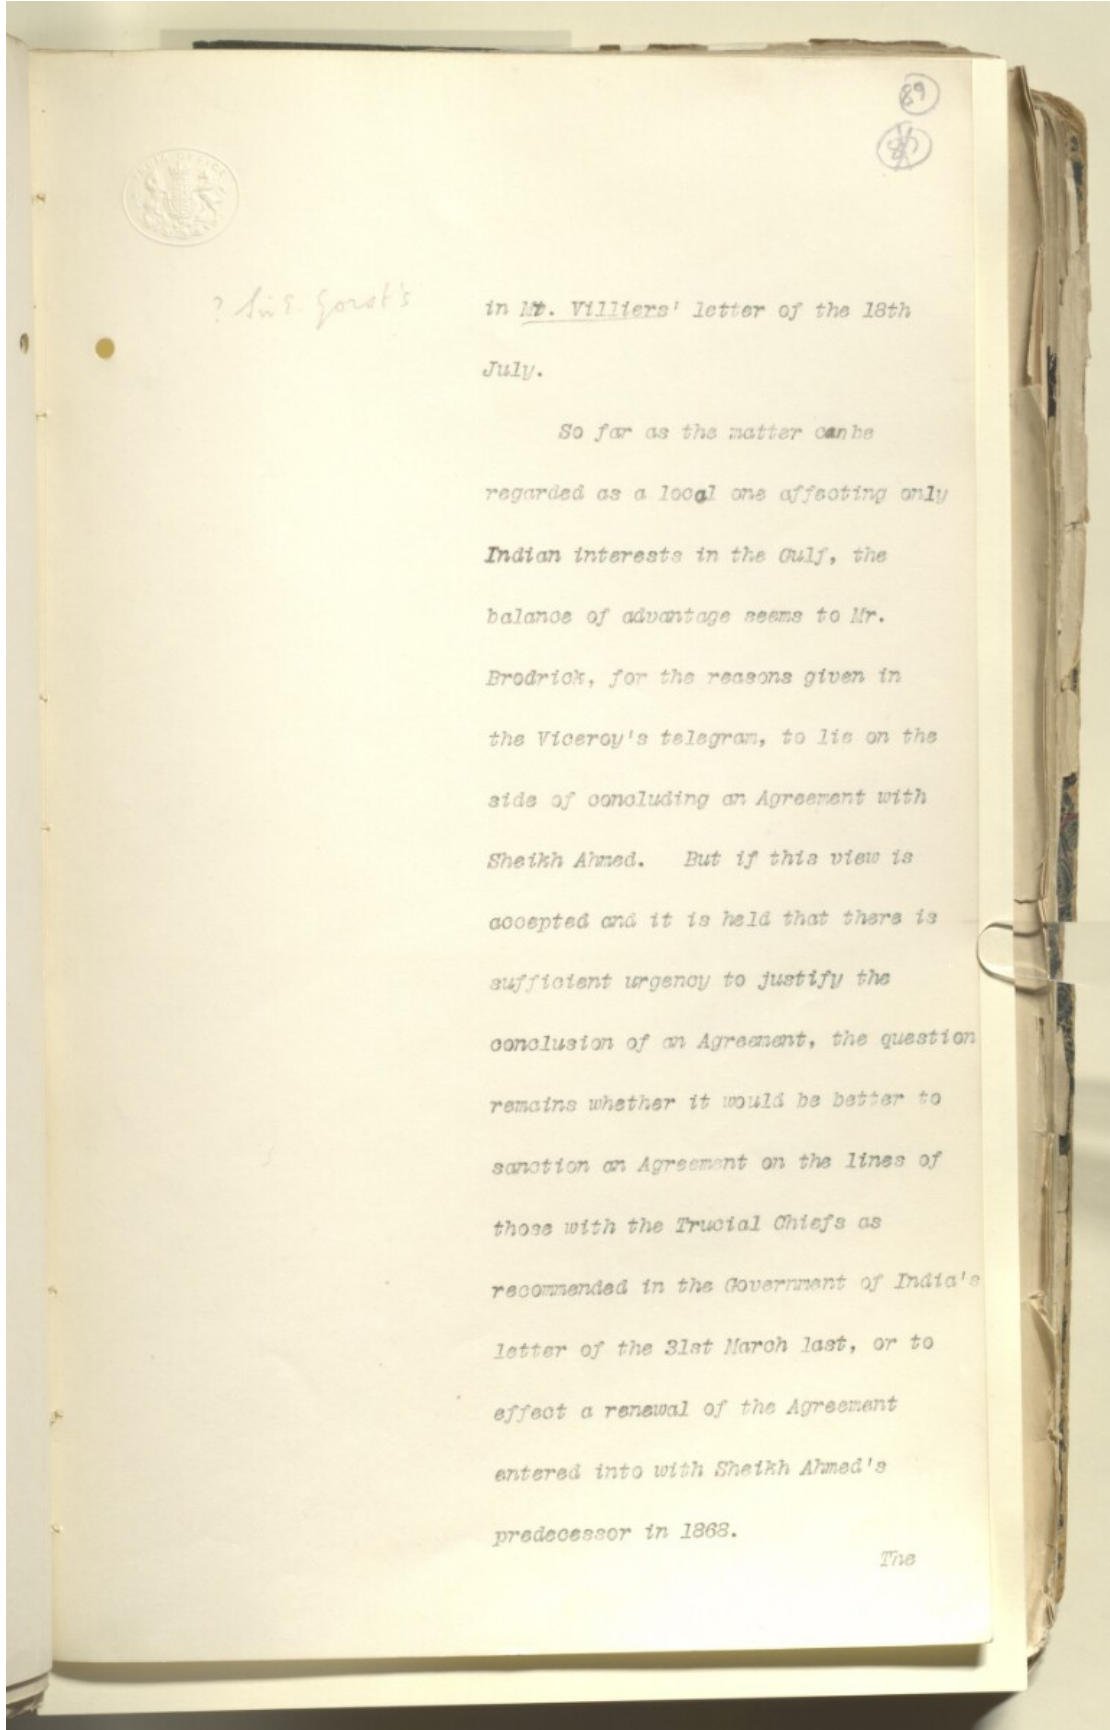 89
INDIA OFFICE
? Sir E. Gorst's
in Mr. Villiers' letter of the 18th
July.
So far as the matter can be
regarded as a local one affecting only
Indian interests in the Gulf, the
balance of advantage seems to Mr.
Brodrick, for the reasons given in
the Viceroy's telegram, to lie on the
side of concluding an Agreement with
Sheikh Ahmed. But if this view is
accepted and it is held that there is
sufficient urgency to justify the
conclusion of an Agreement, the question
remains whether it would be better to
sanction an Agreement on the lines of
those with the Trucial Chiefs as
recommended in the Government of India's
letter of the 31st March last, or to
effect a renewal of the Agreement
entered into with Sheikh Ahmed's
predecessor in 1868.
The